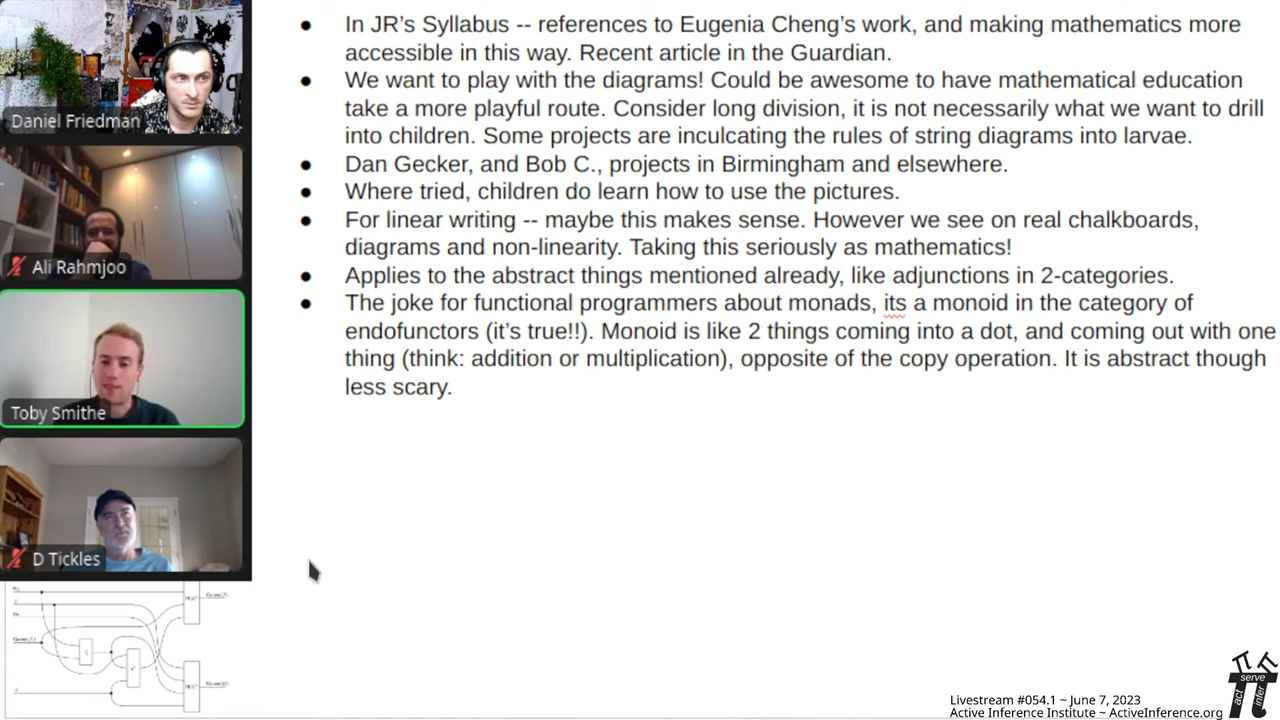 Daniel Friedman
Ali Rahmjoo
Toby Smithe
D Tickles
● In JR's Syllabus -- references to Eugenia Cheng's work, and making mathematics more
accessible in this way. Recent article in the Guardian.
● We want to play with the diagrams! Could be awesome to have mathematical education
take a more playful route. Consider long division, it is not necessarily what we want to drill
into children. Some projects are inculcating the rules of string diagrams into larvae.
● Dan Gecker, and Bob C., projects in Birmingham and elsewhere.
● Where tried, children do learn how to use the pictures.
● For linear writing -- maybe this makes sense. However we see on real chalkboards,
diagrams and non-linearity. Taking this seriously as mathematics!
● Applies to the abstract things mentioned already, like adjunctions in 2-categories.
● The joke for functional programmers about monads, its a monoid in the category of
endofunctors (it's true!!). Monoid is like 2 things coming into a dot, and coming out with one
thing (think: addition or multiplication), opposite of the copy operation. It is abstract though
less scary.
serve
act
infer
Livestream #054.1 ~ June 7, 2023
Active Inference Institute ~ ActiveInference.org